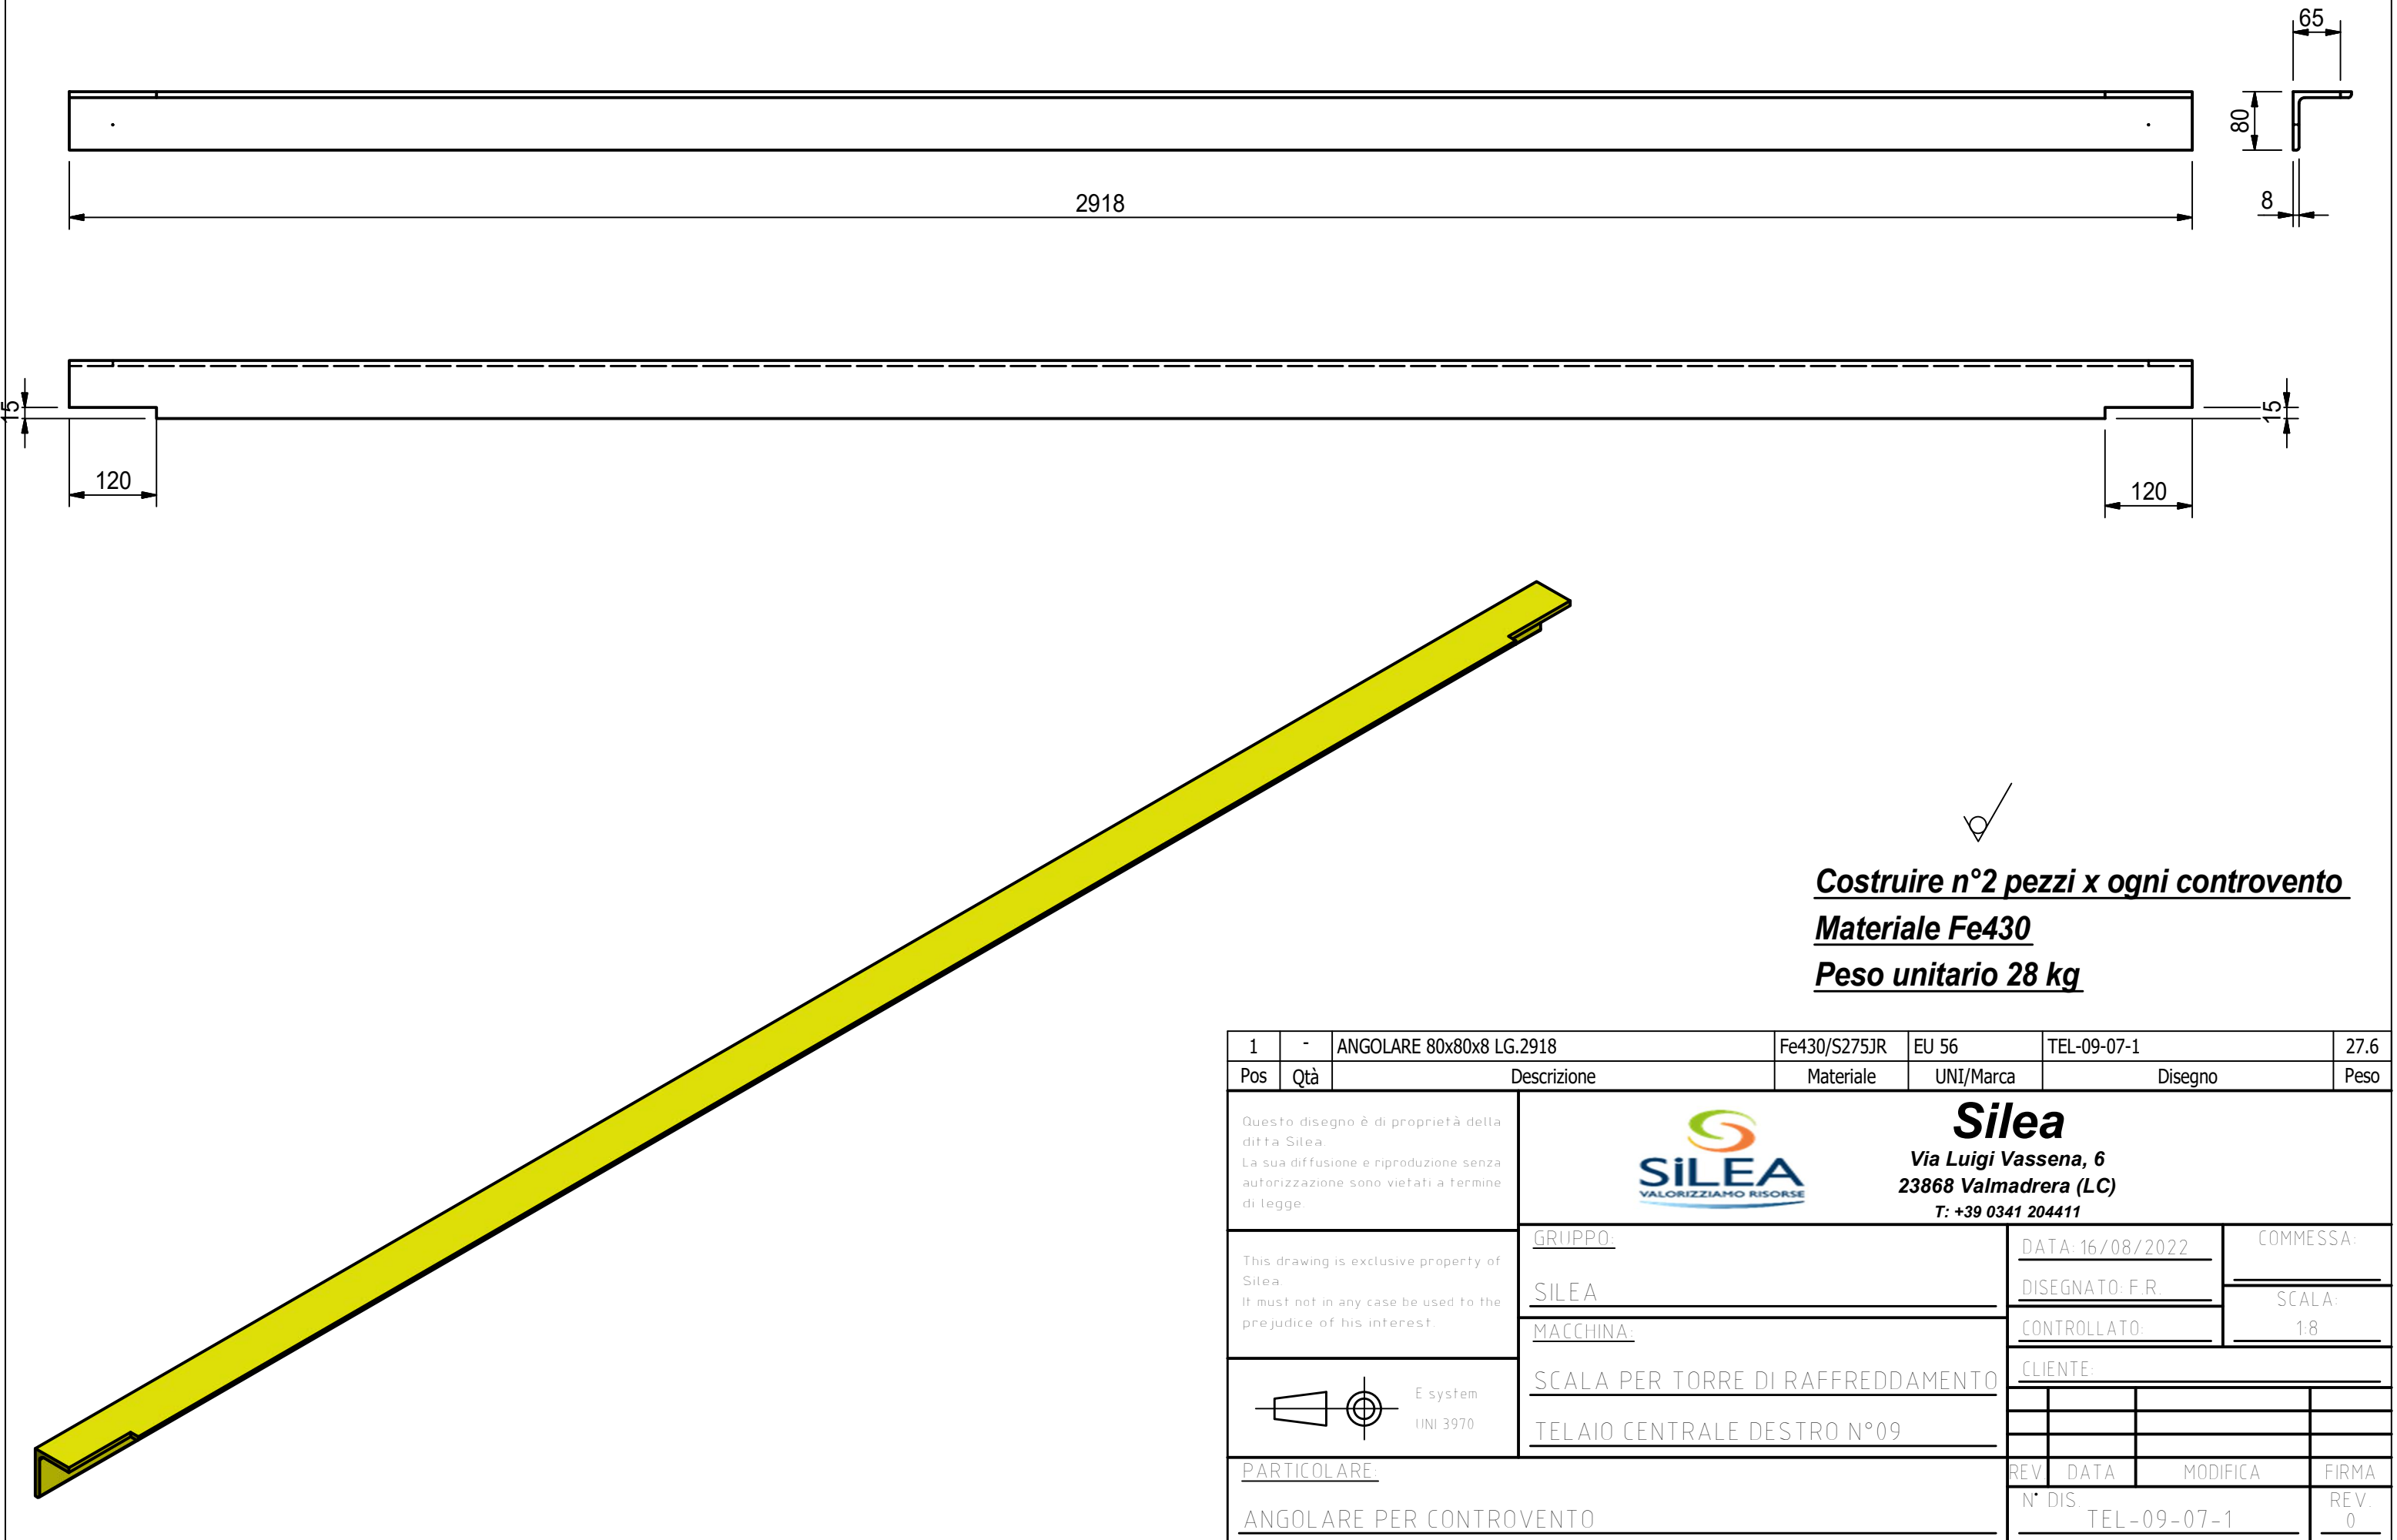 65
80
8
2918
15
15
120
120
Costruire n°2 pezzi x ogni controvento
Materiale Fe430
Peso unitario 28 kg
1 - ANGOLARE 80x80x8 LG.2918 Fe430/S275JR EU 56 TEL-09-07-1 27.6
Pos Qtà Descrizione Materiale UNI/Marca Disegno Peso
Questo disegno è di proprietà della
ditta Silea.
La sua diffusione e riproduzione senza
autorizzazione sono vietati a termine
di legge.
SiLEA
VALORIZZIAMO RISORSE
Silea
Via Luigi Vassena, 6
23868 Valmadrera (LC)
T: +39 0341 204411
This drawing is exclusive property of
Silea.
It must not in any case be used to the
prejudice of his interest.
E system
UNI 3970
GRUPPO:
SILEA
MACCHINA:
SCALA PER TORRE DI RAFFREDDAMENTO
TELAIO CENTRALE DESTRO N°09
DATA: 16/08/2022
DISEGNATO: F.R.
CONTROLLATO:
COMMESSA:
SCALA:
1:8
CLIENTE:
REV DATA MODIFICA FIRMA
PARTICOLARE:
ANGOLARE PER CONTROVENTO
N° DIS.
TEL-09-07-1
REV.
0